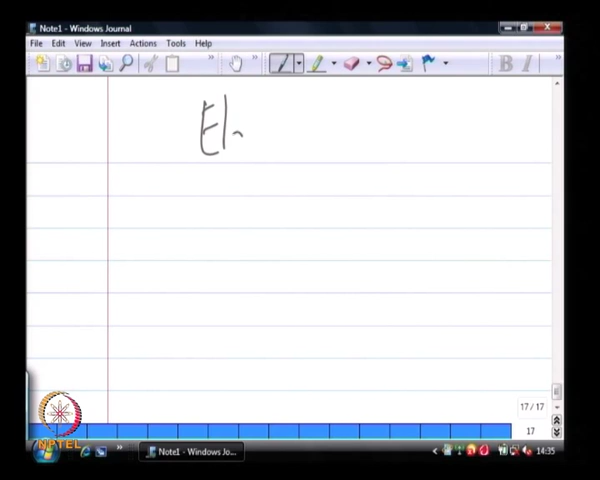 Note1 - Windows Journal
File Edit View Insert Actions Tools Help
B I
El
17 / 17
17
NPTEL
Note1 - Windows Jo...
14:35